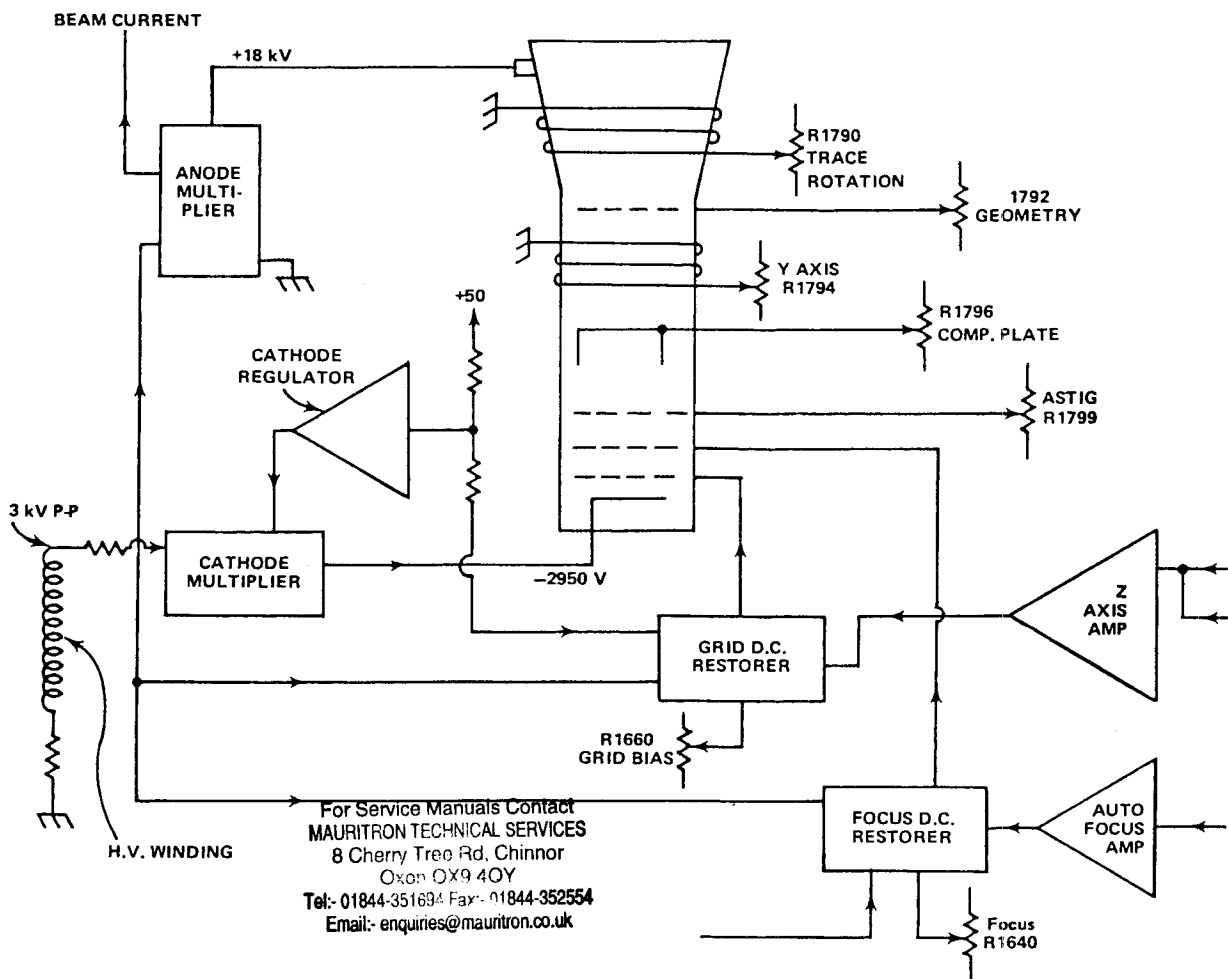 BEAM CURRENT
+18 kV
R1790
TRACE
ROTATION
ANODE
MULTI-
PLIER
1792
GEOMETRY
Y AXIS
R1794
+50
R1796
COMP. PLATE
CATHODE
REGULATOR
ASTIG
R1799
3 kV P-P
CATHODE
MULTIPLIER
−2950 V
Z
AXIS
AMP
GRID D.C.
RESTORER
R1660
GRID BIAS
For Service Manuals Contact
MAURITRON TECHNICAL SERVICES
8 Cherry Tree Rd, Chinnor
Oxon OX9 4QY
Tel:- 01844-351694 Fax:- 01844-352554
Email:- enquiries@mauritron.co.uk
H.V. WINDING
FOCUS D.C.
RESTORER
AUTO
FOCUS
AMP
Focus
R1640